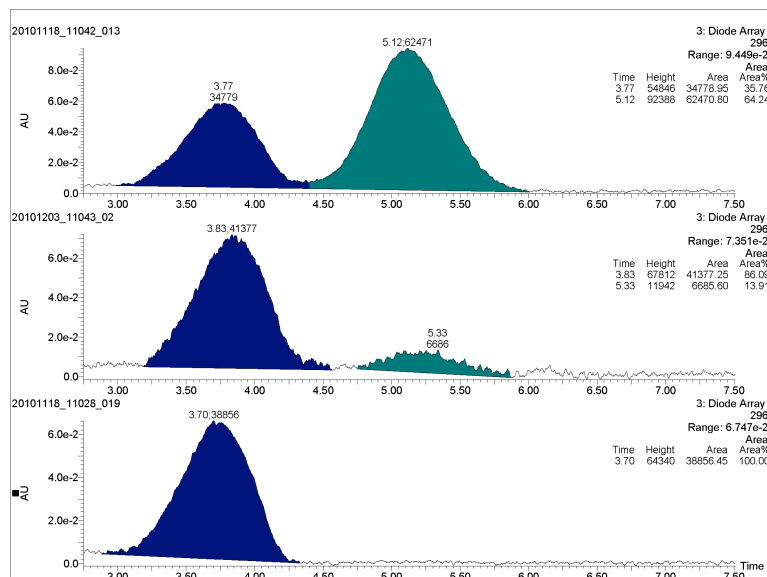 20101118_11042_013
3: Diode Array
296
Range: 9.449e-2
Area
Time Height Area Area%
3.77 54846 34778.95 35.76
5.12 92388 62470.80 64.24
5.12;62471
3.77
34779
AU
8.0e-2
6.0e-2
4.0e-2
2.0e-2
0.0
3.00 3.50 4.00 4.50 5.00 5.50 6.00 6.50 7.00 7.50
20101203_11043_02
3: Diode Array
296
Range: 7.351e-2
Area
Time Height Area Area%
3.83 67812 41377.25 86.09
5.33 11942 6685.60 13.91
3.83;41377
5.33
6686
AU
6.0e-2
4.0e-2
2.0e-2
0.0
3.00 3.50 4.00 4.50 5.00 5.50 6.00 6.50 7.00 7.50
20101118_11028_019
3: Diode Array
296
Range: 6.747e-2
Area
Time Height Area Area%
3.70 64340 38856.45 100.00
3.70;38856
AU
6.0e-2
4.0e-2
2.0e-2
0.0
Time
3.00 3.50 4.00 4.50 5.00 5.50 6.00 6.50 7.00 7.50